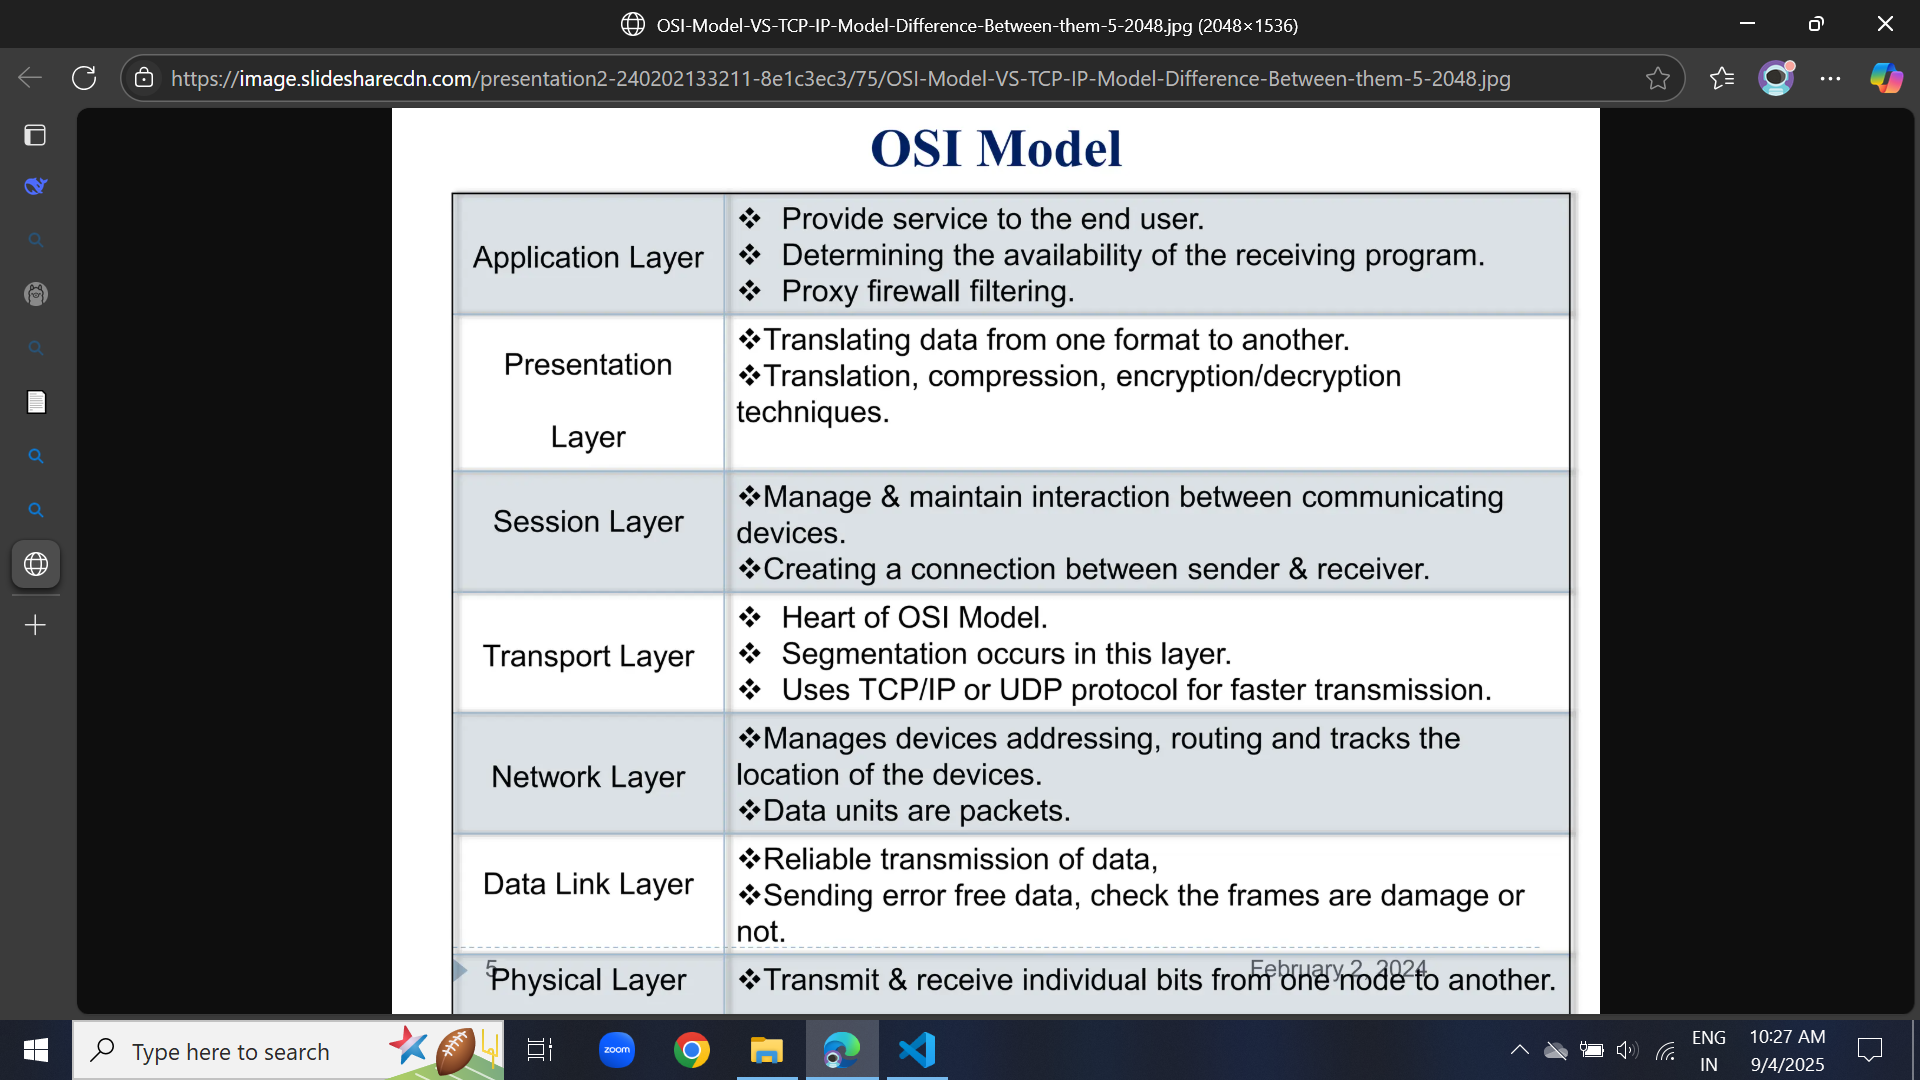 OSI-Model-VS-TCP-IP-Model-Difference-Between-them-5-2048.jpg (2048×1536)
https://image.slidesharecdn.com/presentation2-240202133211-8e1c3ec3/75/OSI-Model-VS-TCP-IP-Model-Difference-Between-them-5-2048.jpg
OSI Model
Application Layer
❖ Provide service to the end user.
❖ Determining the availability of the receiving program.
❖ Proxy firewall filtering.
Presentation
Layer
❖Translating data from one format to another.
❖Translation, compression, encryption/decryption
techniques.
Session Layer
❖Manage & maintain interaction between communicating
devices.
❖Creating a connection between sender & receiver.
Transport Layer
❖ Heart of OSI Model.
❖ Segmentation occurs in this layer.
❖ Uses TCP/IP or UDP protocol for faster transmission.
Network Layer
❖Manages devices addressing, routing and tracks the
location of the devices.
❖Data units are packets.
Data Link Layer
❖Reliable transmission of data,
❖Sending error free data, check the frames are damage or
not.
5
February 2, 2024
Physical Layer
❖Transmit & receive individual bits from one node to another.
Type here to search
zoom
ENG
IN
10:27 AM
9/4/2025